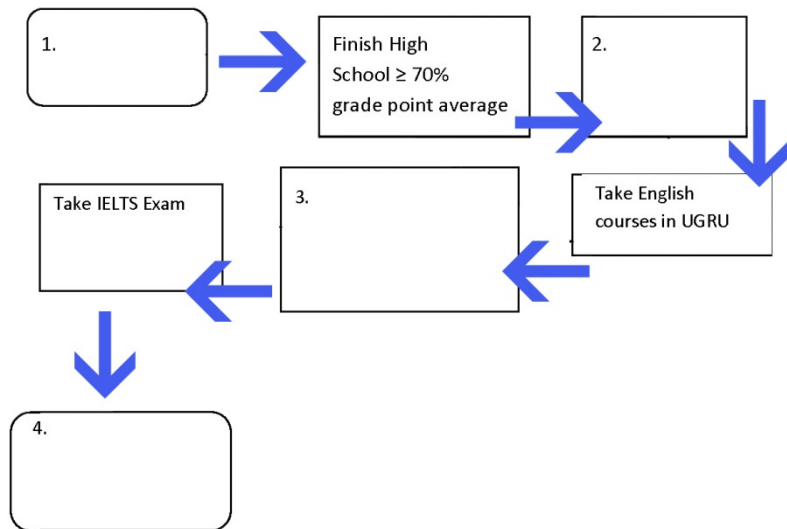 1.
Finish High
School ≥ 70%
grade point average
2.
Take English
courses in UGRU
3.
Take IELTS Exam
4.